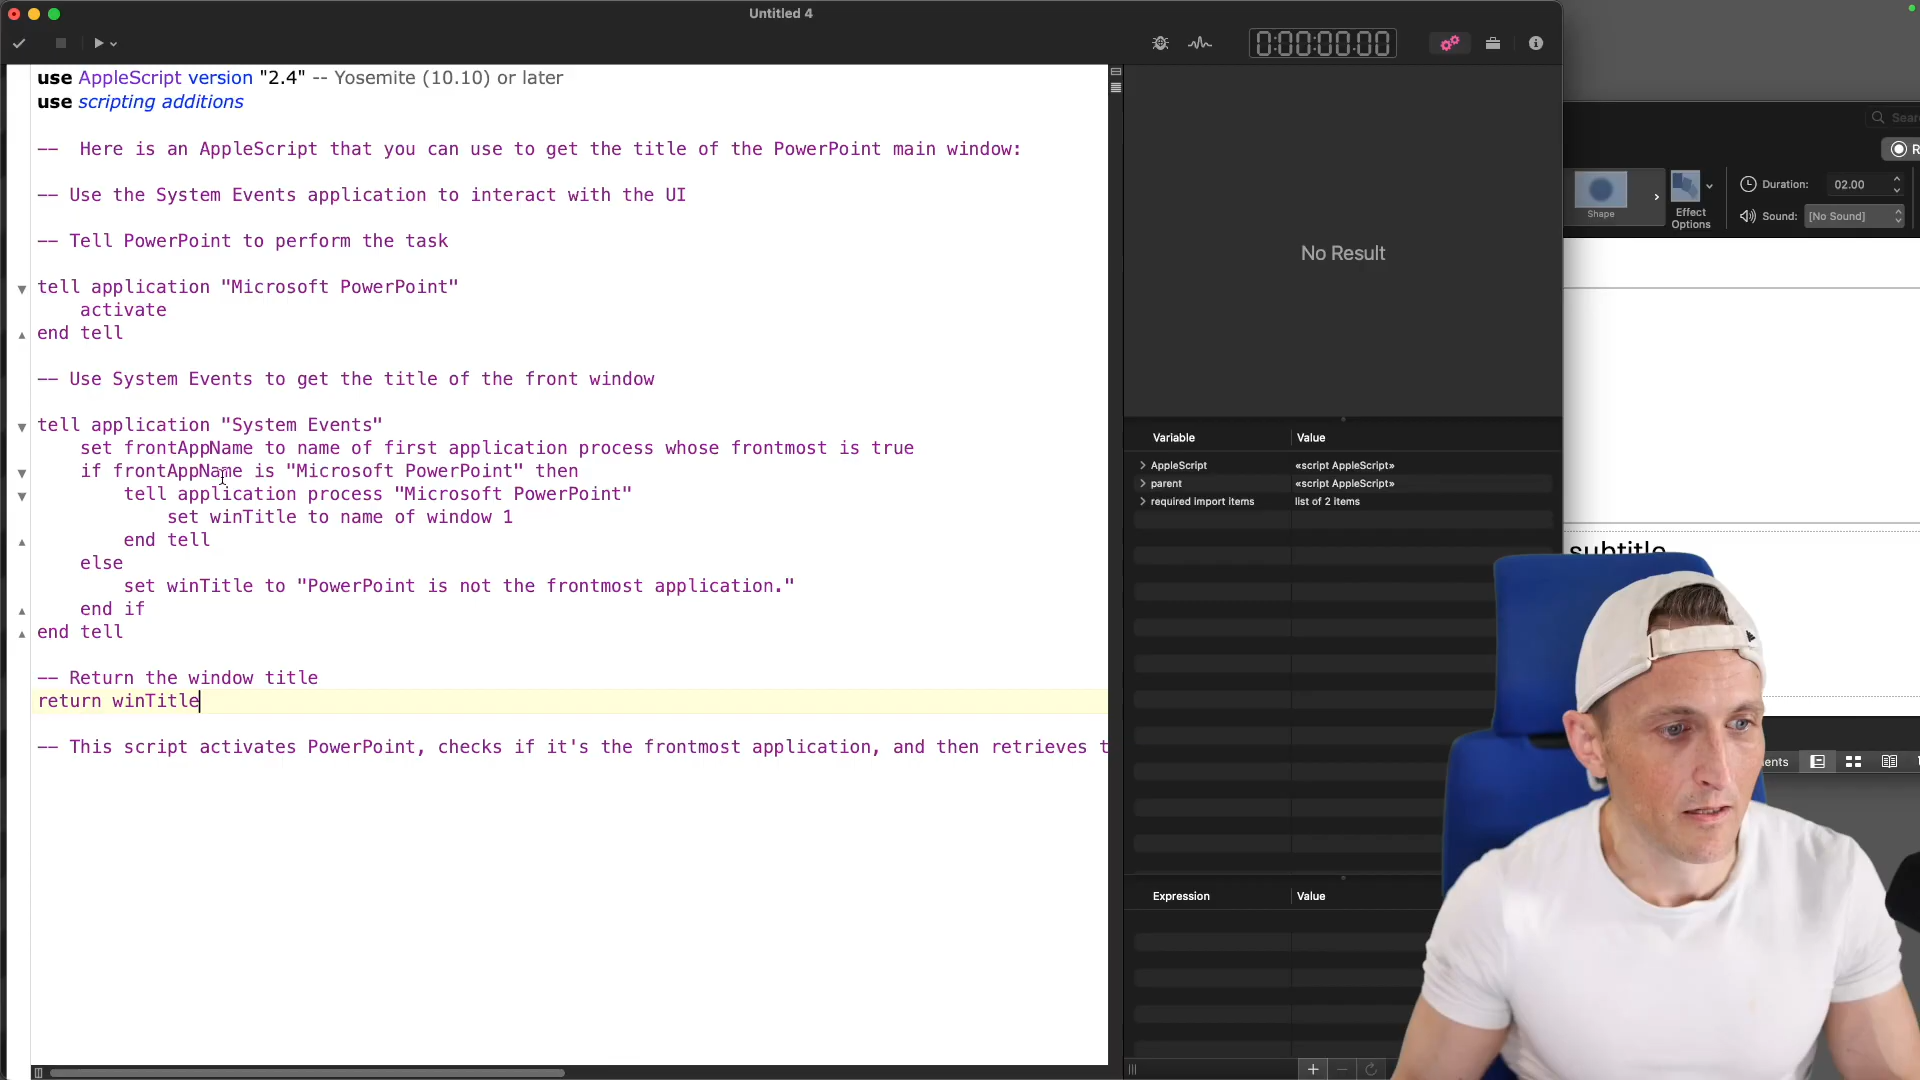 Untitled 4
0:00:00:00
use AppleScript version "2.4" -- Yosemite (10.10) or later
use scripting additions
-- Here is an AppleScript that you can use to get the title of the PowerPoint main window:
-- Use the System Events application to interact with the UI
-- Tell PowerPoint to perform the task
tell application "Microsoft PowerPoint"
activate
end tell
-- Use System Events to get the title of the front window
tell application "System Events"
set frontAppName to name of first application process whose frontmost is true
if frontAppName is "Microsoft PowerPoint" then
tell application process "Microsoft PowerPoint"
set winTitle to name of window 1
end tell
else
set winTitle to "PowerPoint is not the frontmost application."
end if
end tell
-- Return the window title
return winTitle
-- This script activates PowerPoint, checks if it's the frontmost application, and then retrieves t
No Result
Variable Value
AppleScript «script AppleScript»
parent «script AppleScript»
required import items list of 2 items
Expression Value
Sear
R
Shape
Effect
Options
Duration: 02.00
Sound: [No Sound]
subtitle
ents